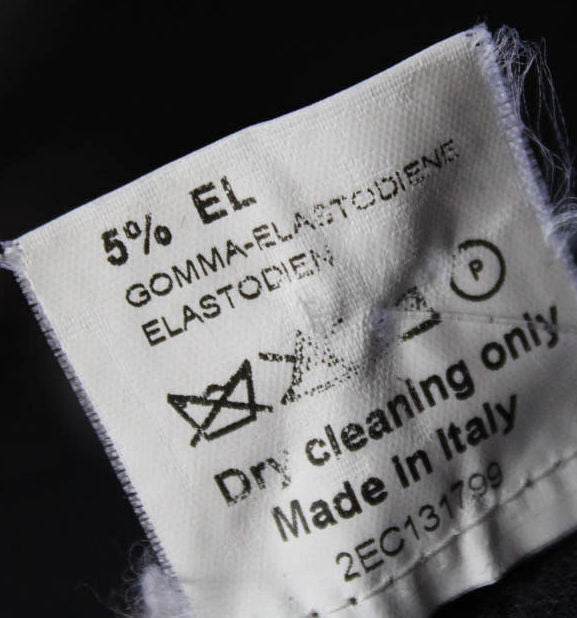 5% EL
GOMMA-ELASTODIENE
ELASTODIEN
P
Dry cleaning only
Made in Italy
2EC131799